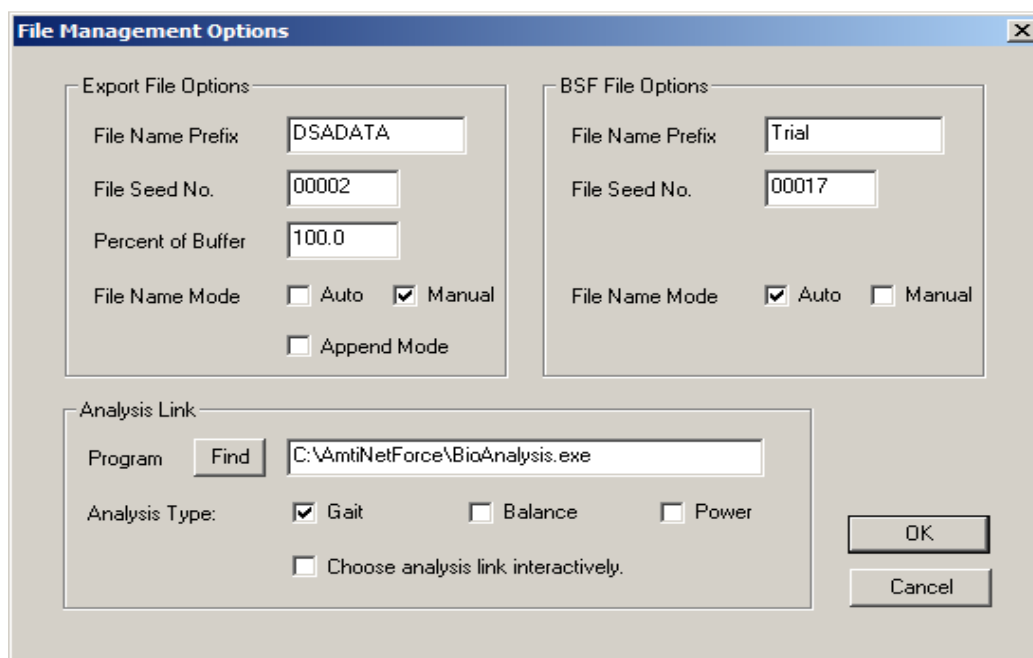 File Management Options
Export File Options
File Name Prefix DSADATA
File Seed No. 00002
Percent of Buffer 100.0
File Name Mode Auto Manual
Append Mode
BSF File Options
File Name Prefix Trial
File Seed No. 00017
File Name Mode Auto Manual
Analysis Link
Program Find C:\AmtiNetForce\BioAnalysis.exe
Analysis Type: Gait Balance Power
Choose analysis link interactively.
OK
Cancel